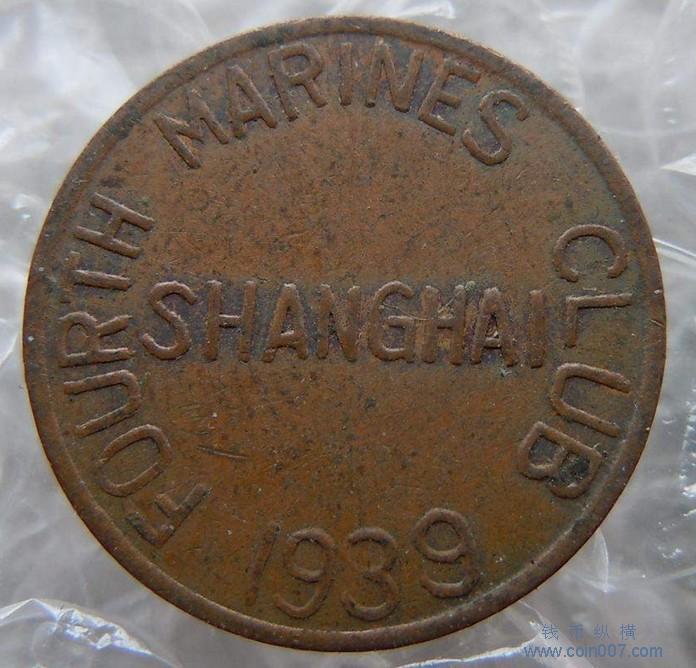 FOURTH MARINES CLUB
SHANGHAI
1939
钱币纵横
www.coin007.com